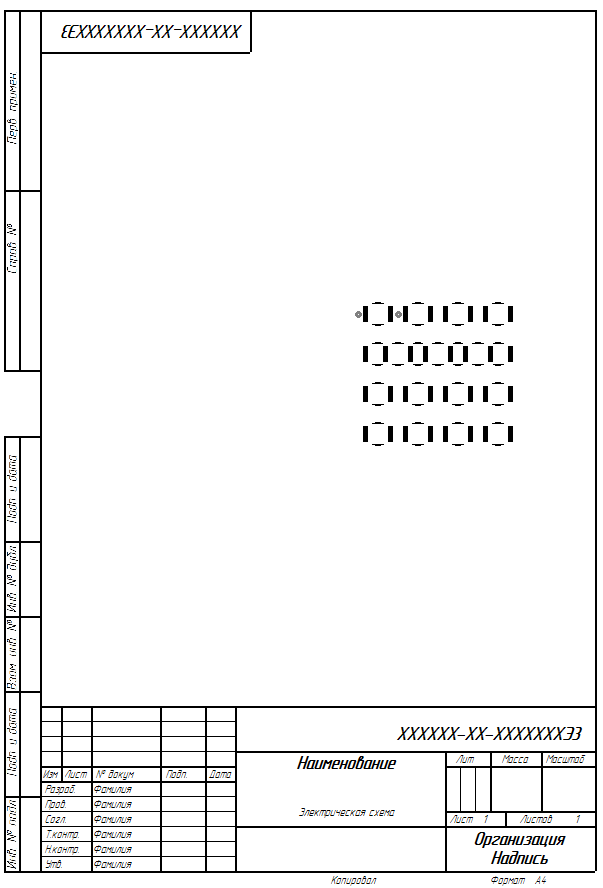 XXXXXX-XX-XXXXXXXЭ3
Перв примен
Справ №
Подп и дата
Инв № дубл
Взам инв №
Подп и дата
Инв № подл
XXXXXX-XX-XXXXXXXЭ3
Изм Лист № докум Подп. Дата
Разраб. Фамилия
Пров. Фамилия
Согл. Фамилия
Т.контр. Фамилия
Н.контр. Фамилия
Утв. Фамилия
Наименование
Электрическая схема
Лит Масса Масштаб
Лист 1 Листов 1
Организация
Надпись
Копировал Формат А4